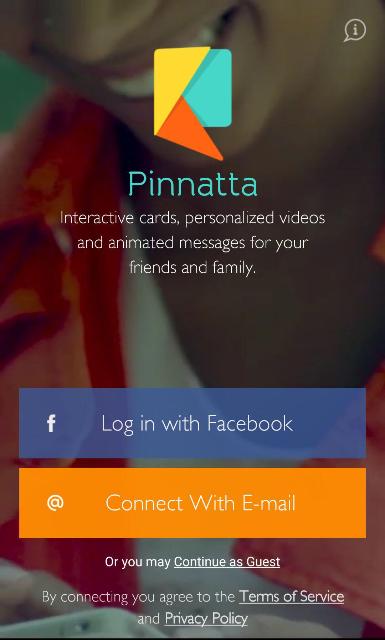 Pinnatta
Interactive cards, personalized videos
and animated messages for your
friends and family.
f Log in with Facebook
@ Connect With E-mail
Or you may Continue as Guest
By connecting you agree to the Terms of Service
and Privacy Policy